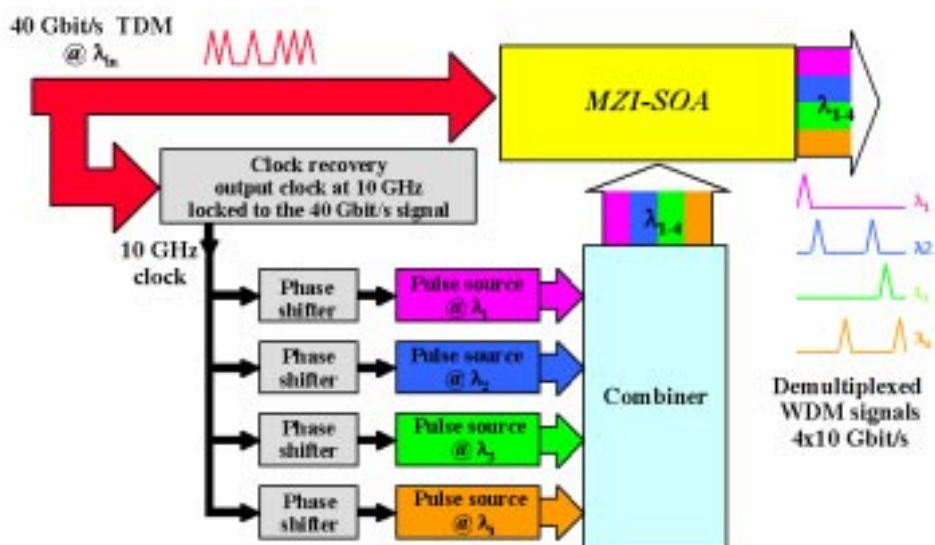 40 Gbit/s TDM
@ λin
MZI-SOA
λ1-4
Clock recovery
output clock at 10 GHz
locked to the 40 Gbit/s signal
λ1-4
λ1
10 GHz
clock
λ2
Phase
shifter
Pulse source
@ λ1
Phase
shifter
Pulse source
@ λ2
Combiner
λ4
Demultiplexed
WDM signals
4x10 Gbit/s
Phase
shifter
Pulse source
@ λ3
Phase
shifter
Pulse source
@ λ4